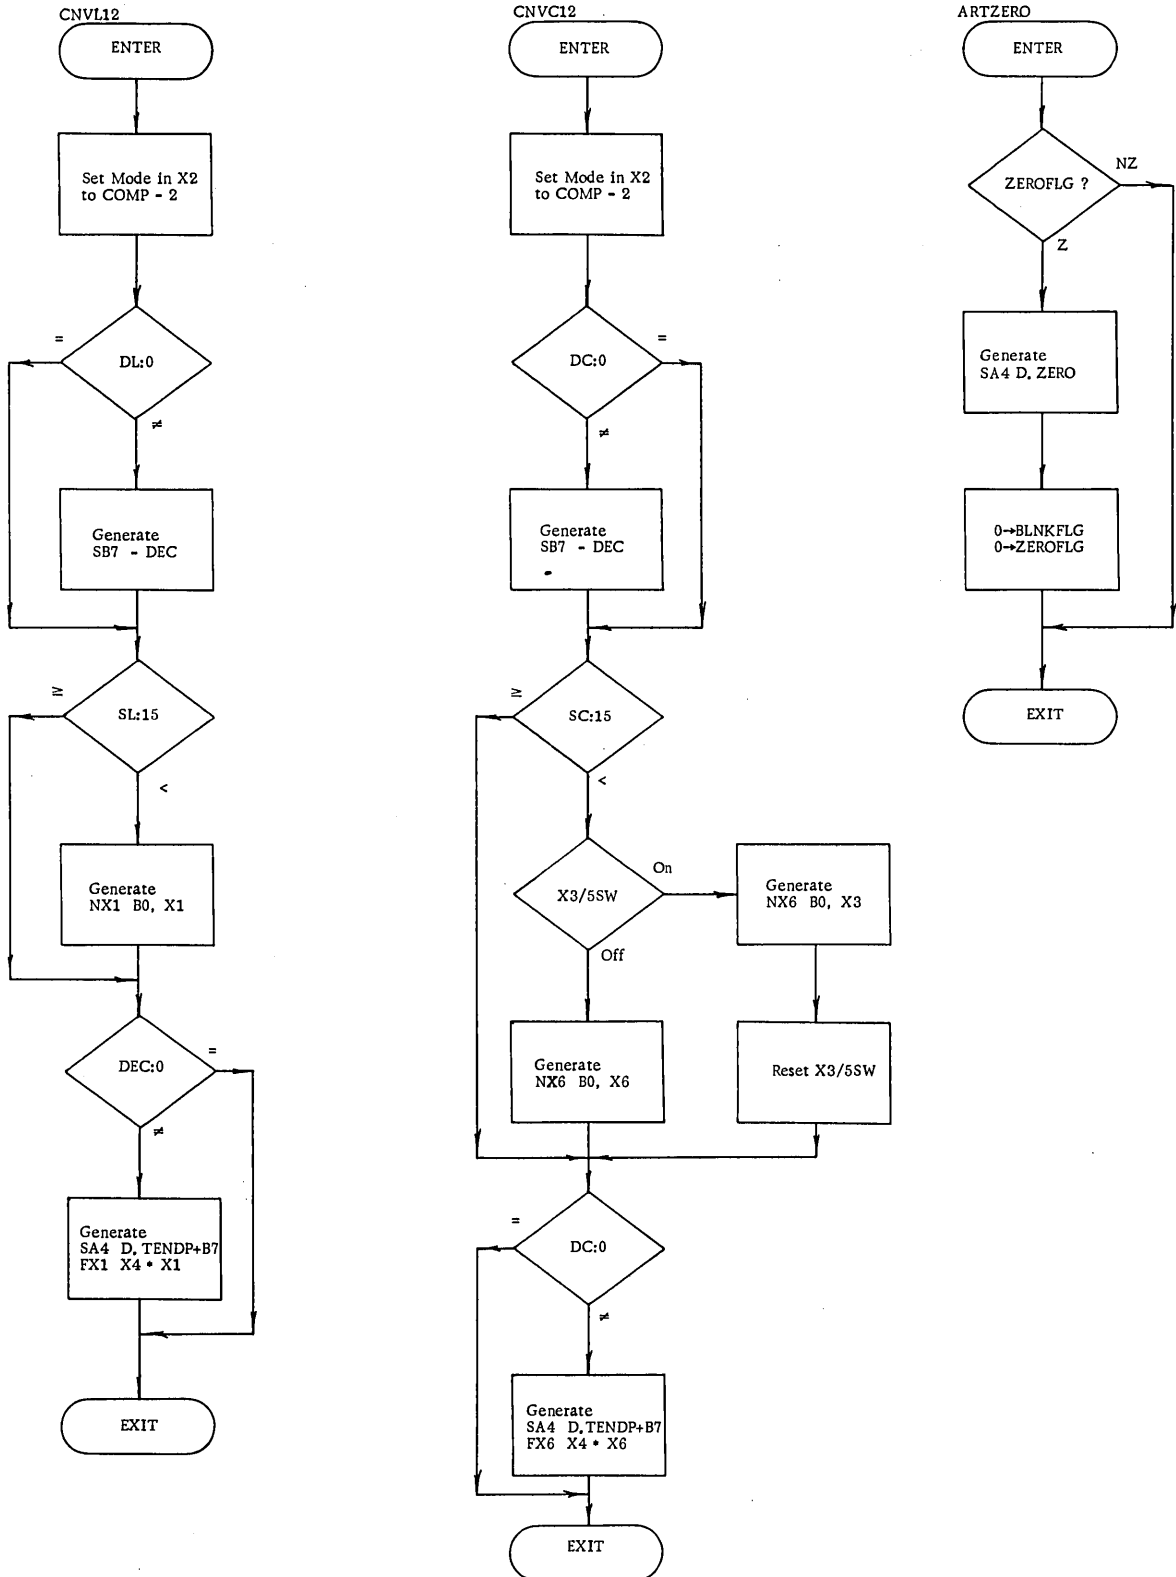 CNVL12
ENTER
Set Mode in X2
to COMP - 2
DL:0
=
≠
Generate
SB7 - DEC
SL:15
≥
<
Generate
NX1 B0, X1
DEC:0
=
≠
Generate
SA4 D.TENDP+B7
FX1 X4 * X1
EXIT
CNVC12
ENTER
Set Mode in X2
to COMP - 2
DC:0
=
≠
Generate
SB7 - DEC
SC:15
≥
<
X3/5SW
On
Off
Generate
NX6 B0, X3
Reset X3/5SW
Generate
NX6 B0, X6
DC:0
=
≠
Generate
SA4 D.TENDP+B7
FX6 X4 * X6
EXIT
ARTZERO
ENTER
ZEROFLG ?
NZ
Z
Generate
SA4 D.ZERO
0→BLNKFLG
0→ZEROFLG
EXIT